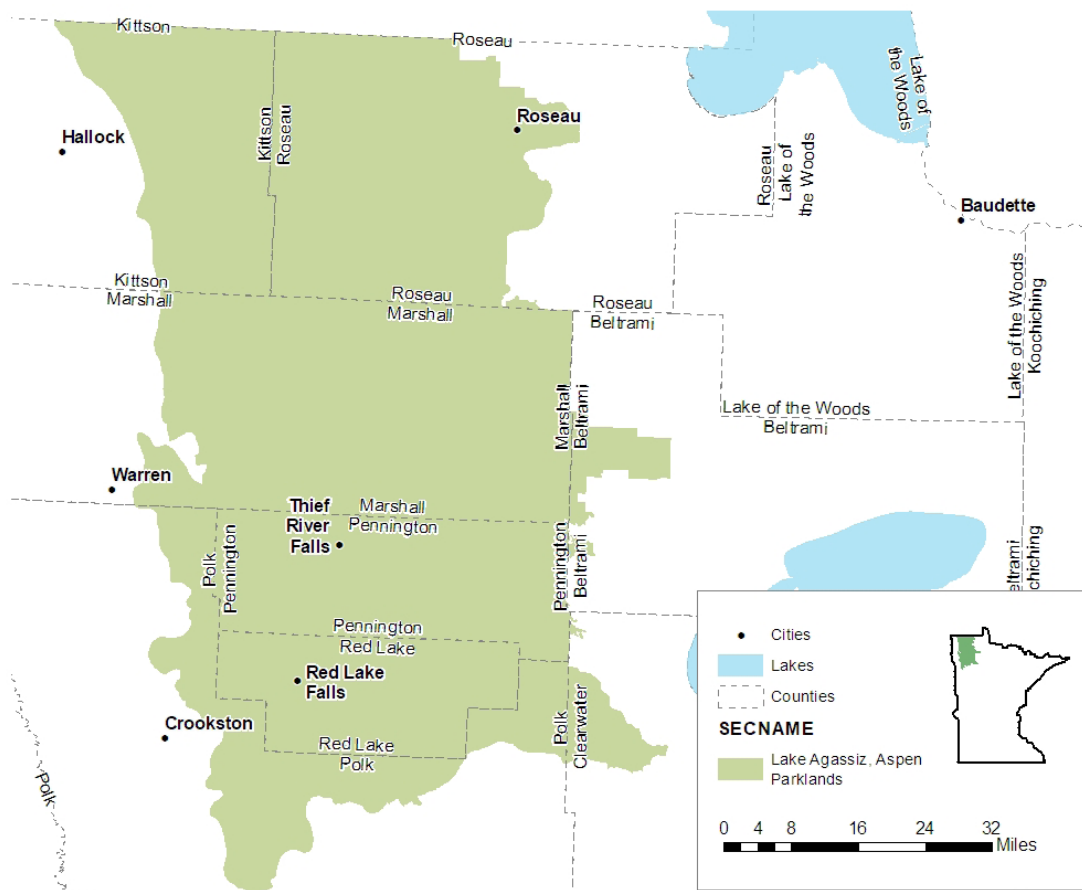 Kittson
Roseau
Lake of
the Woods
Hallock
Kittson
Roseau
Roseau
Roseau
Lake of
the Woods
Baudette
Kittson
Marshall
Roseau
Marshall
Roseau
Beltrami
Lake of the Woods
Koochiching
Marshall
Beltrami
Lake of the Woods
Beltrami
Warren
Thief
River
Falls
Marshall
Pennington
Polk
Pennington
Pennington
Beltrami
eltrami
chiching
Pennington
Red Lake
Red Lake
Falls
Crookston
Red Lake
Polk
Polk
Clearwater
Polk
Cities
Lakes
Counties
SECNAME
Lake Agassiz, Aspen
Parklands
0 4 8 16 24 32
Miles